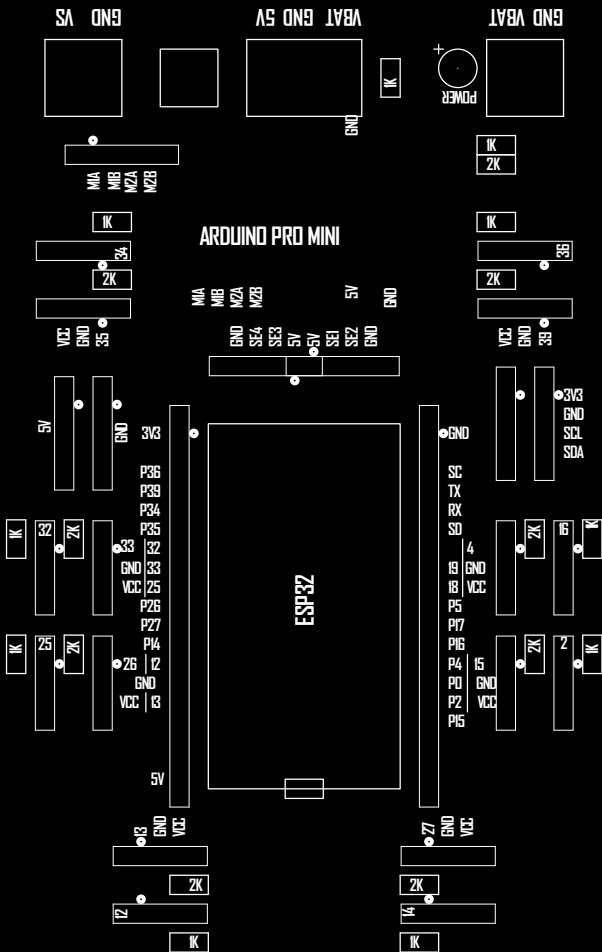 VS GND
VBAT GND 5V
GND VBAT
1K
POWER
GND
1K
2K
M1A
M1B
M2A
M2B
1K
34
2K
ARDUINO PRO MINI
1K
36
2K
M1A
M1B
M2A
M2B
5V
GND
VCC
GND
35
GND
SE4
SE3
5V
5V
SE1
SE2
GND
VCC
GND
39
5V
GND
3V3
GND
3V3
GND
SCL
SDA
P36
P39
P34
P35
33 | 32
GND 33
VCC | 25
P26
P27
P14
26 | 12
GND
VCC | 13
5V
ESP32
SC
TX
RX
SD
4
19 | GND
18 | VCC
P5
P17
P16
P4 | 15
P0 GND
P2 | VCC
P15
1K
32
2K
2K
16
1K
1K
25
2K
2K
2
1K
13
GND
VCC
27
GND
VCC
2K
2K
12
14
1K
1K